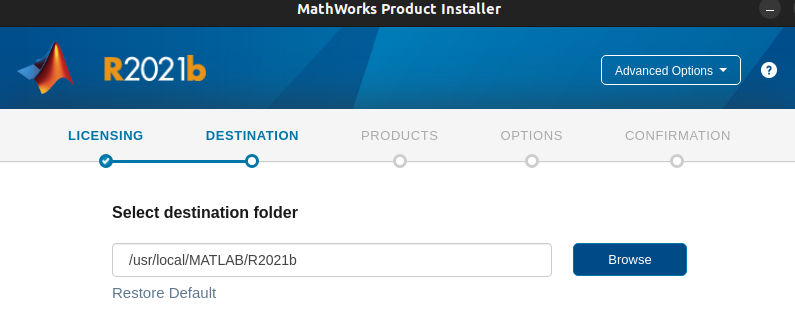 MathWorks Product Installer
R2021b
Advanced Options
?
LICENSING DESTINATION PRODUCTS OPTIONS CONFIRMATION
Select destination folder
/usr/local/MATLAB/R2021b
Browse
Restore Default